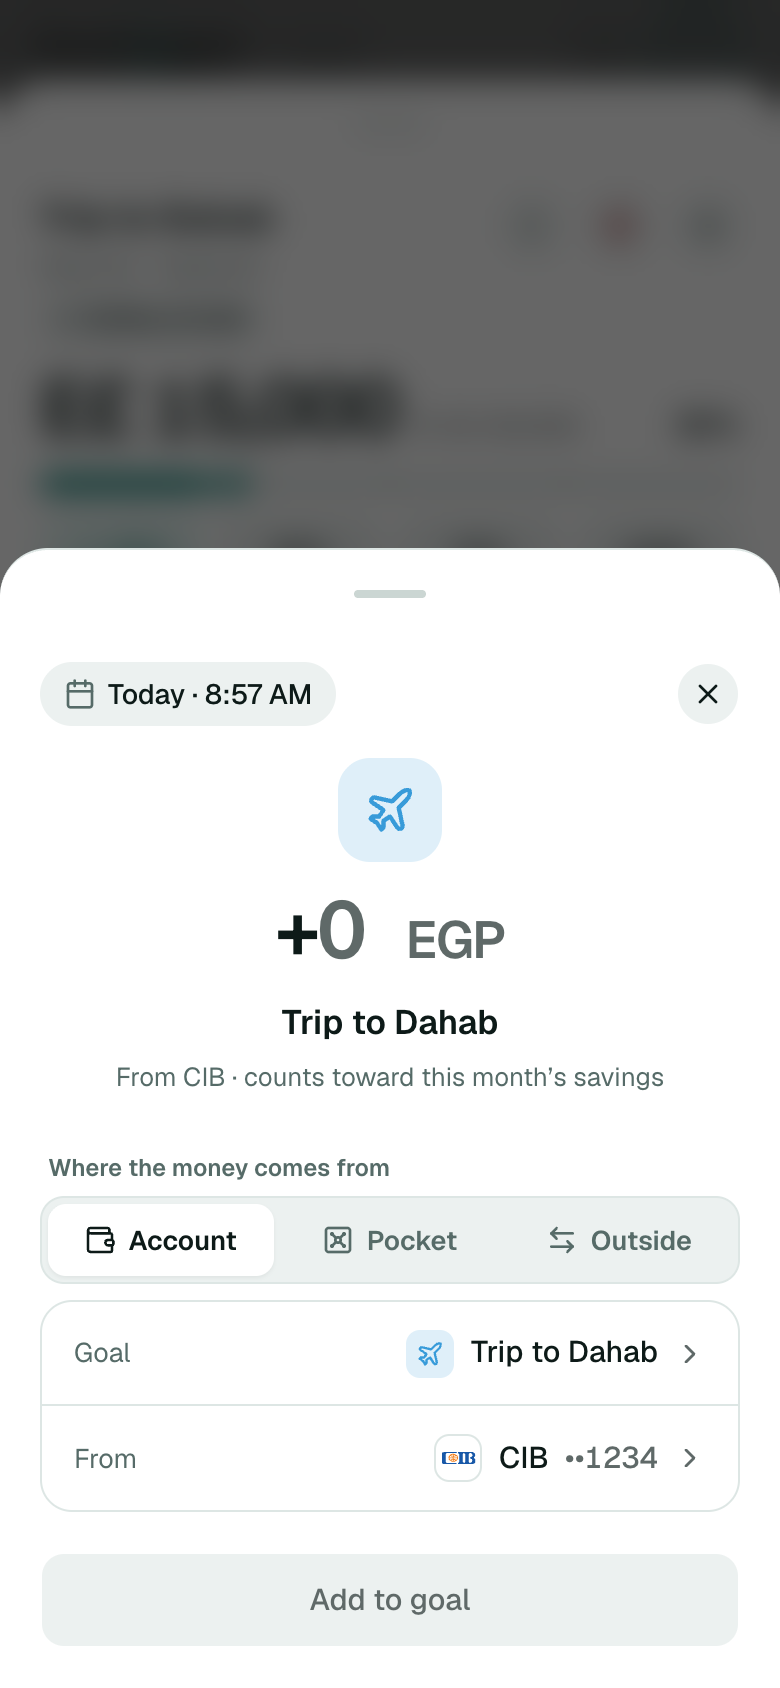 Today · 8:57 AM
+0 EGP
Trip to Dahab
From CIB · counts toward this month’s savings
Where the money comes from
Account Pocket Outside
Goal Trip to Dahab
From CIB CIB ••1234
Add to goal